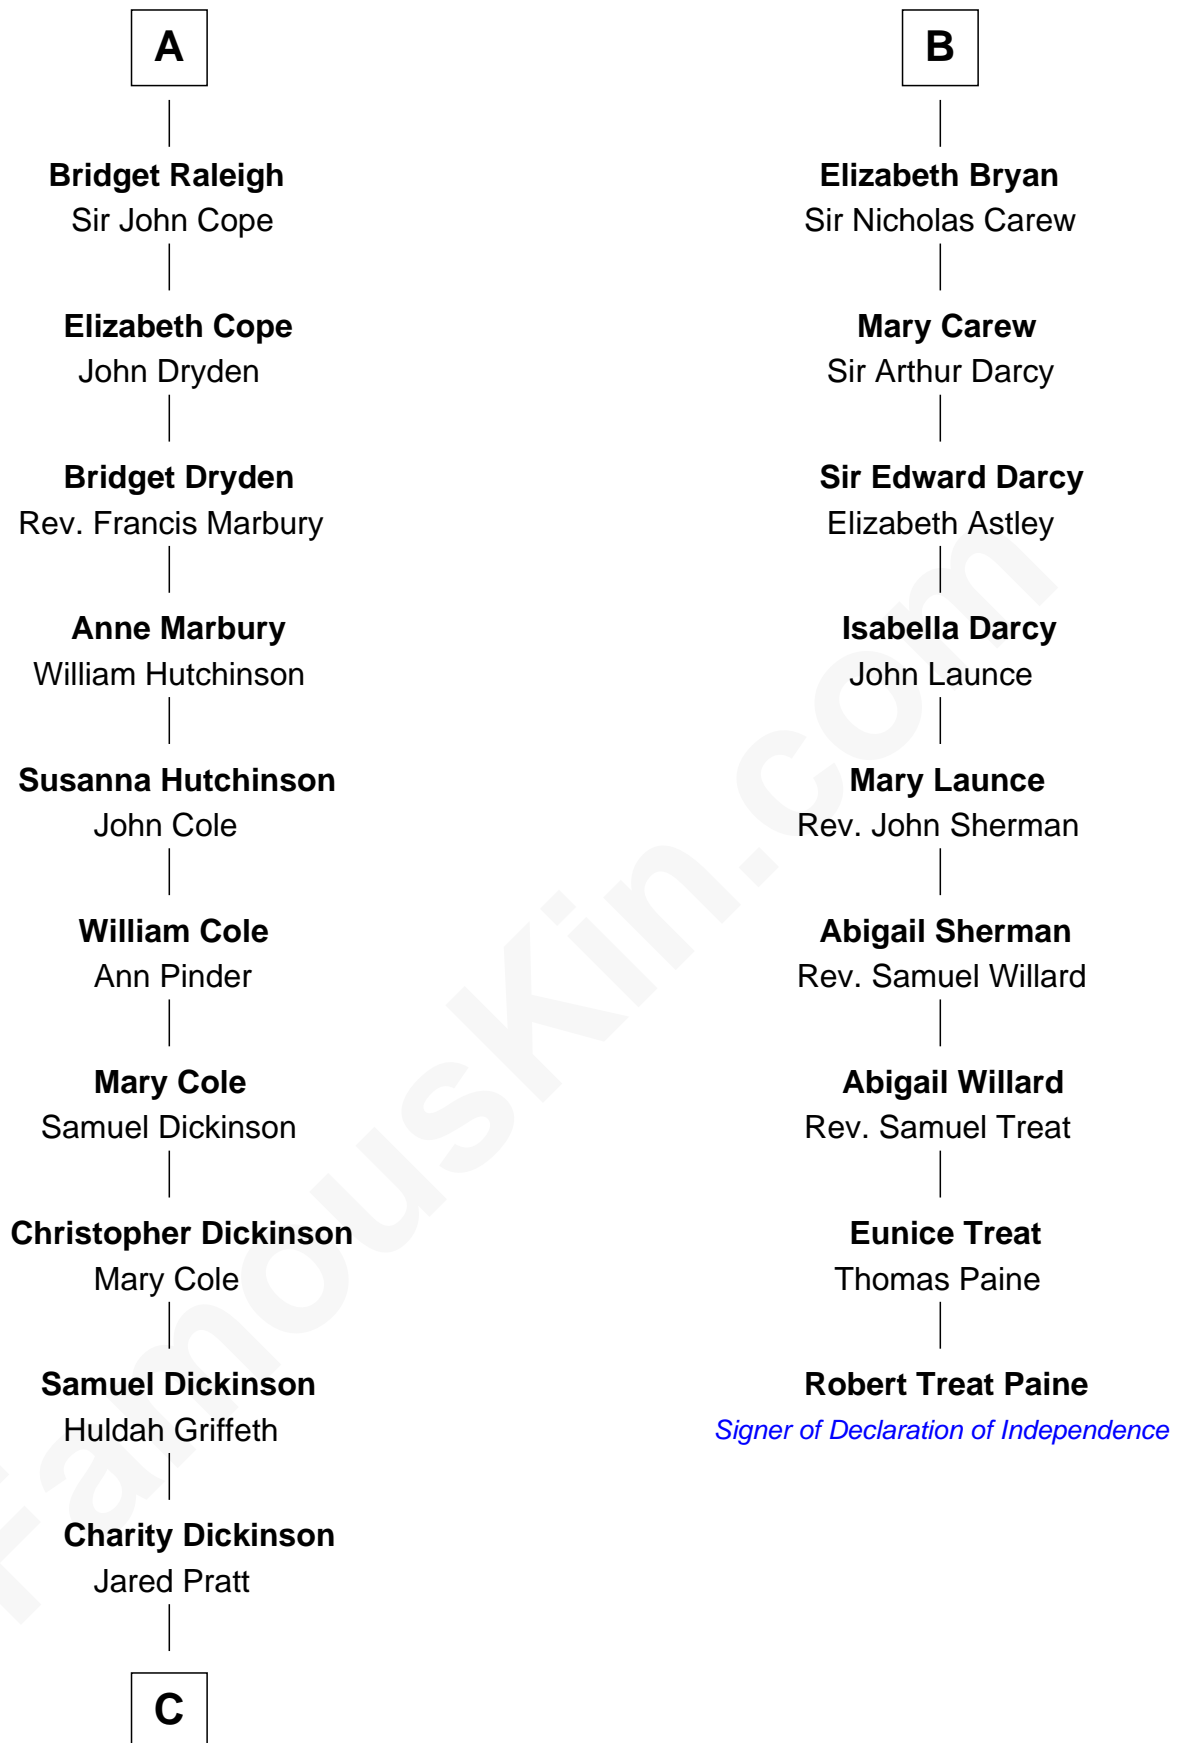 A
Bridget Raleigh
Sir John Cope
Elizabeth Cope
John Dryden
Bridget Dryden
Rev. Francis Marbury
Anne Marbury
William Hutchinson
Susanna Hutchinson
John Cole
William Cole
Ann Pinder
Mary Cole
Samuel Dickinson
Christopher Dickinson
Mary Cole
Samuel Dickinson
Huldah Griffeth
Charity Dickinson
Jared Pratt
C
B
Elizabeth Bryan
Sir Nicholas Carew
Mary Carew
Sir Arthur Darcy
Sir Edward Darcy
Elizabeth Astley
Isabella Darcy
John Launce
Mary Launce
Rev. John Sherman
Abigail Sherman
Rev. Samuel Willard
Abigail Willard
Rev. Samuel Treat
Eunice Treat
Thomas Paine
Robert Treat Paine
Signer of Declaration of Independence
FamousKin.com